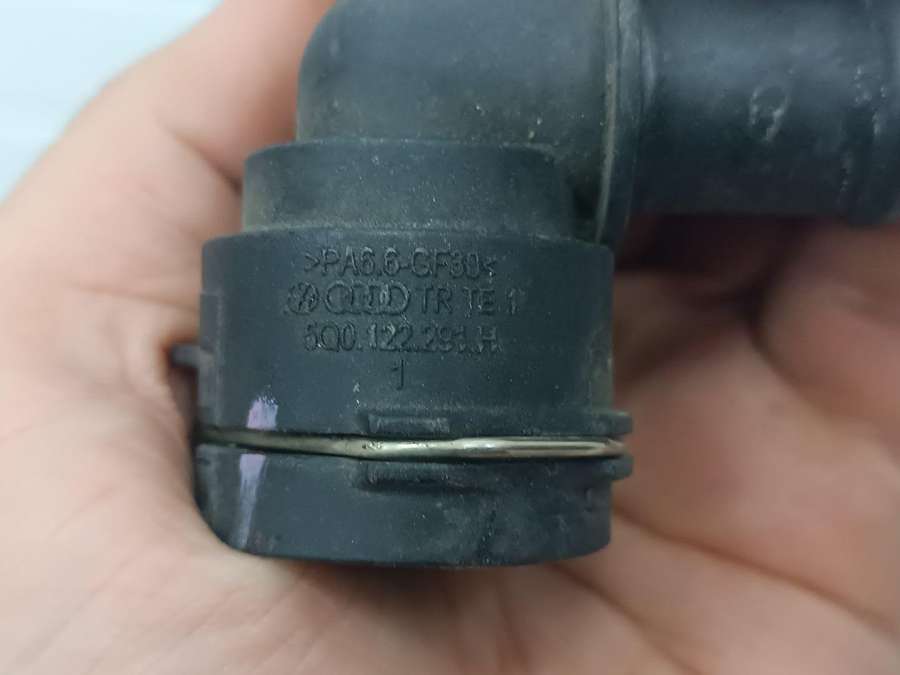 >PA6.6-GF30<
TR TE 1
5Q0.122.291.H
1